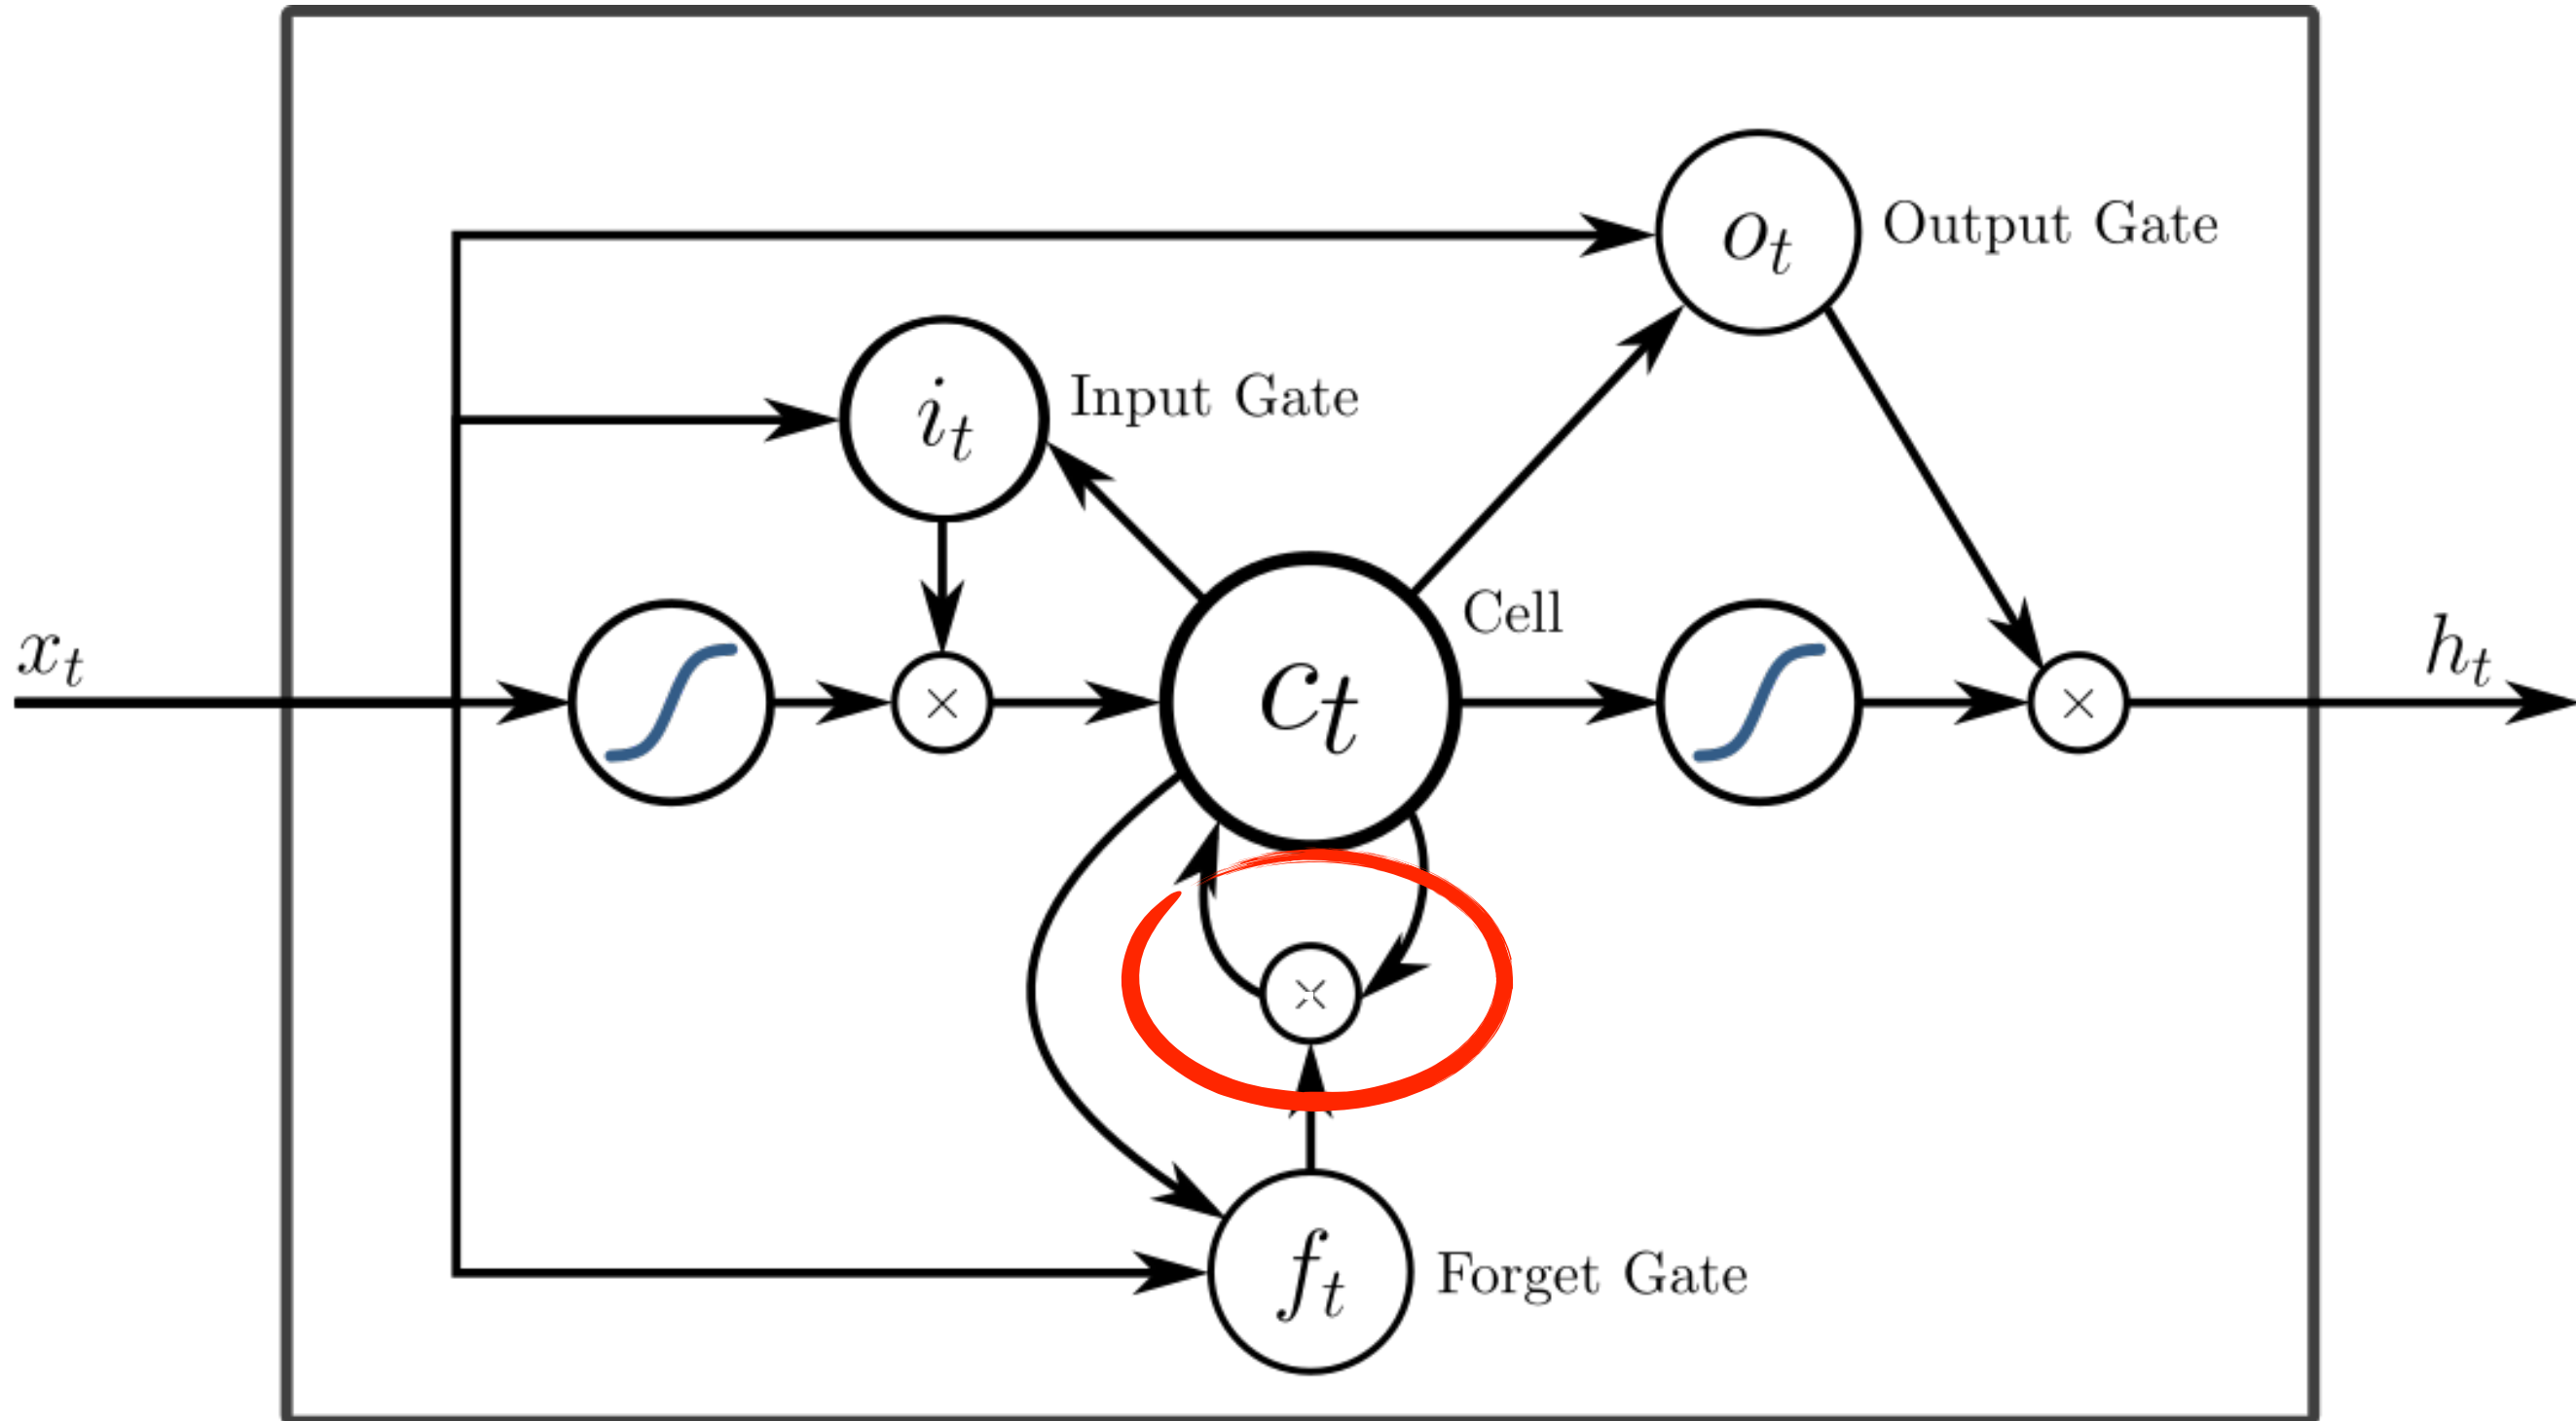 o_t Output Gate
i_t Input Gate
Cell
x_t
c_t
h_t
×
×
×
f_t Forget Gate